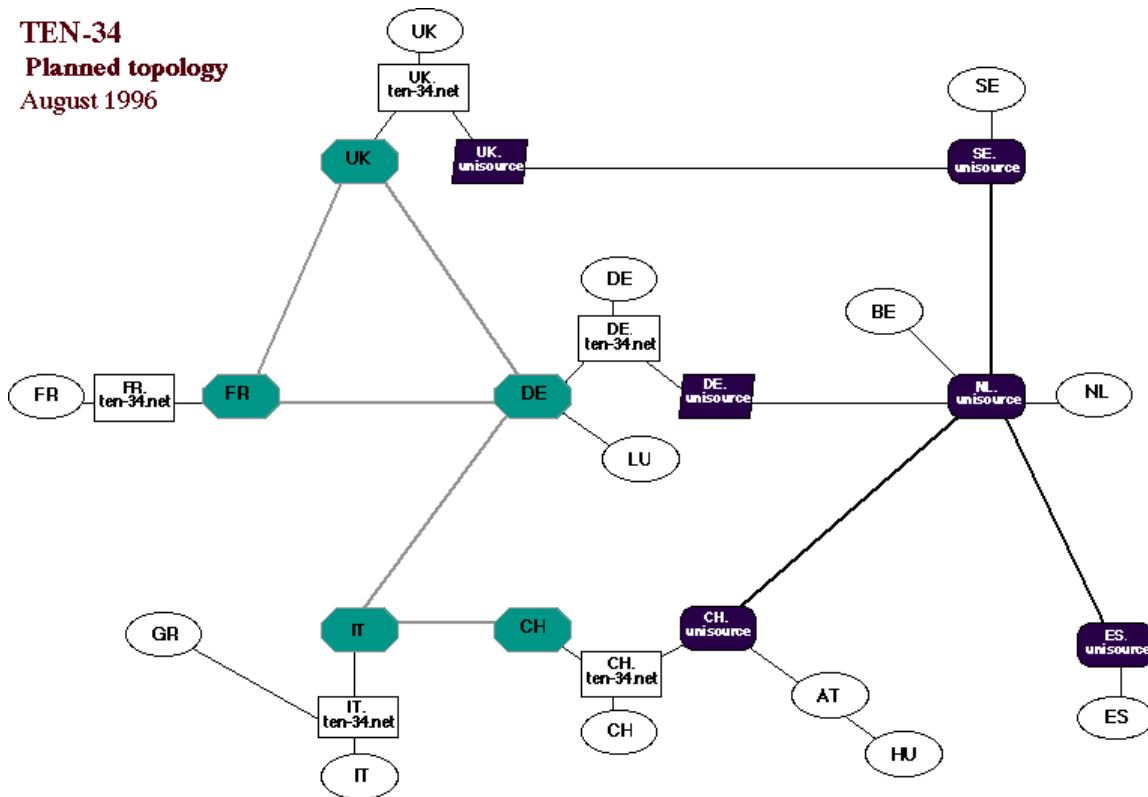 TEN-34
Planned topology
August 1996
UK
UK.
ten-34.net
SE
UK
UK.
unisource
SE.
unisource
DE
BE
DE.
ten-34.net
FR
FR.
ten-34.net
FR
DE
DE.
unisource
NL.
unisource
NL
LU
GR
IT
CH
CH.
unisource
ES.
unisource
CH.
ten-34.net
AT
IT.
ten-34.net
CH
ES
HU
IT